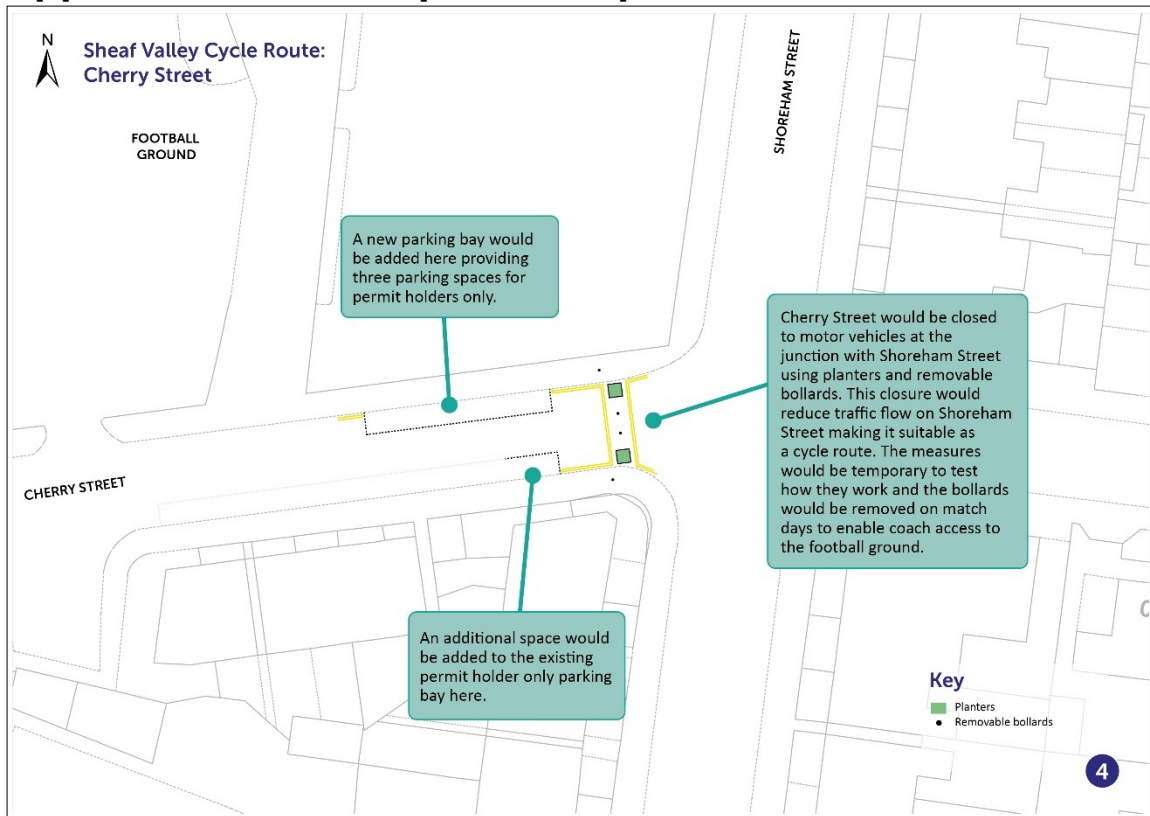 N
Sheaf Valley Cycle Route:
Cherry Street
FOOTBALL
GROUND
SHOREHAM STREET
A new parking bay would
be added here providing
three parking spaces for
permit holders only.
Cherry Street would be closed
to motor vehicles at the
junction with Shoreham Street
using planters and removable
bollards. This closure would
reduce traffic flow on Shoreham
Street making it suitable as
a cycle route. The measures
would be temporary to test
how they work and the bollards
would be removed on match
days to enable coach access to
the football ground.
CHERRY STREET
An additional space would
be added to the existing
permit holder only parking
bay here.
Key
Planters
Removable bollards
4